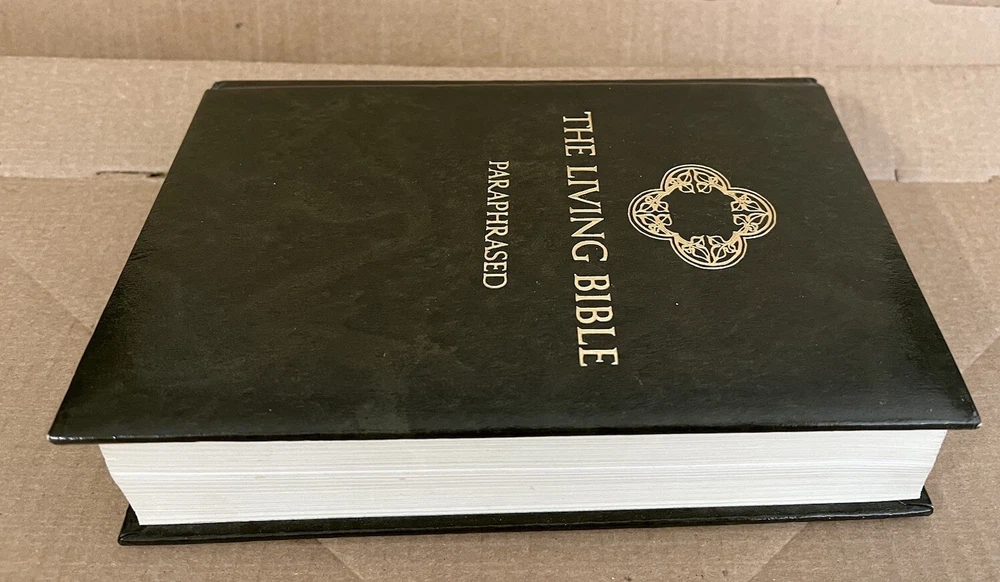 THE LIVING BIBLE
PARAPHRASED